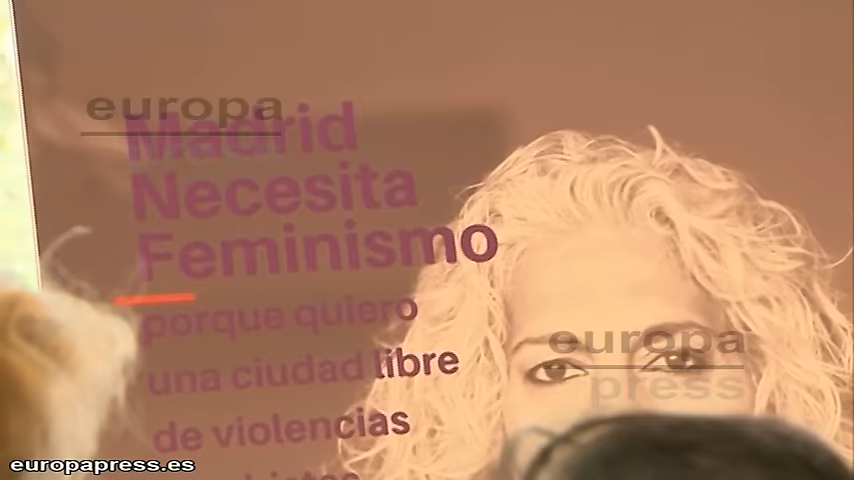 europa
Madrid
Necesita
Feminismo
porque quiero
una ciudad libre
europa
press
de violencias
europapress.es